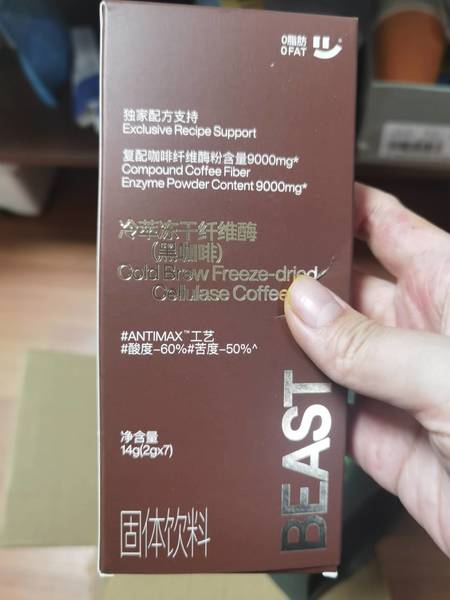 0脂肪
0FAT
独家配方支持
Exclusive Recipe Support
复配咖啡纤维酶粉含量9000mg*
Compound Coffee Fiber
Enzyme Powder Content 9000mg*
冷萃冻干纤维酶
(黑咖啡)
Cold Brew Freeze-dried
Cellulase Coffee
#ANTIMAX™工艺
#酸度-60%#苦度-50%^
净含量
14g(2gx7)
BEAST
固体饮料